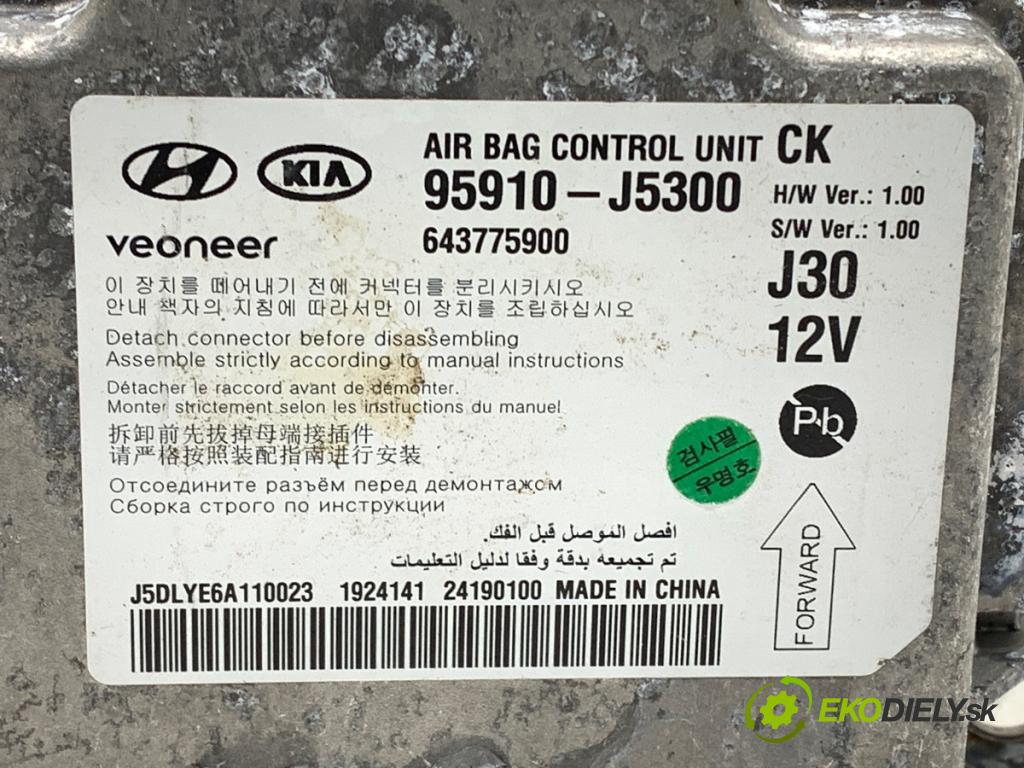 KIA
AIR BAG CONTROL UNIT CK
95910-J5300
H/W Ver.: 1.00
S/W Ver.: 1.00
veoneer
643775900
J30
12V
이 장치를 떼어내기 전에 커넥터를 분리시키시오
안내 책자의 지침에 따라서만 이 장치를 조립하십시오
Detach connector before disassembling
Assemble strictly according to manual instructions
Détacher le raccord avant de démonter.
Monter strictement selon les instructions du manuel
拆卸前先拔掉母端接插件
请严格按照装配指南进行安装
Отсоедините разъём перед демонтажом
Сборка строго по инструкции
افصل الموصل قبل الفك.
تم تجميعه بدقة وفقا لدليل التعليمات
Pb
검사필
우명호
FORWARD
J5DLYE6A110023 1924141 24190100 MADE IN CHINA
EKODIELY.sk